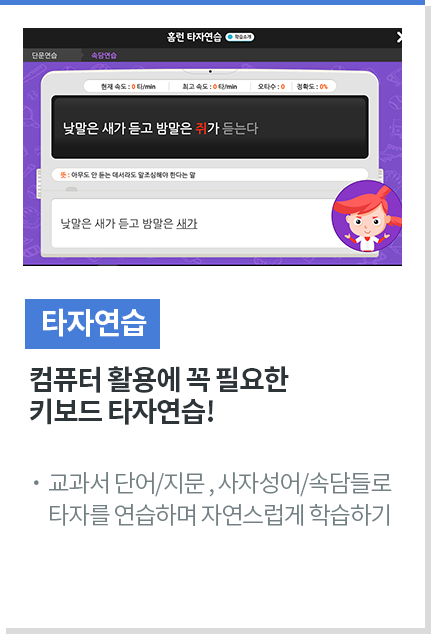 홈런 타자연습 학습소개
단문연습 속담연습
현재 속도 : 0 타/min 최고 속도 : 0 타/min 오타수 : 0 정확도 : 0%
낮말은 새가 듣고 밤말은 쥐가 듣는다
뜻 : 아무도 안 듣는 데서라도 말조심해야 한다는 말
낮말은 새가 듣고 밤말은 새가
타자연습
컴퓨터 활용에 꼭 필요한
키보드 타자연습!
· 교과서 단어/지문 , 사자성어/속담들로
타자를 연습하며 자연스럽게 학습하기